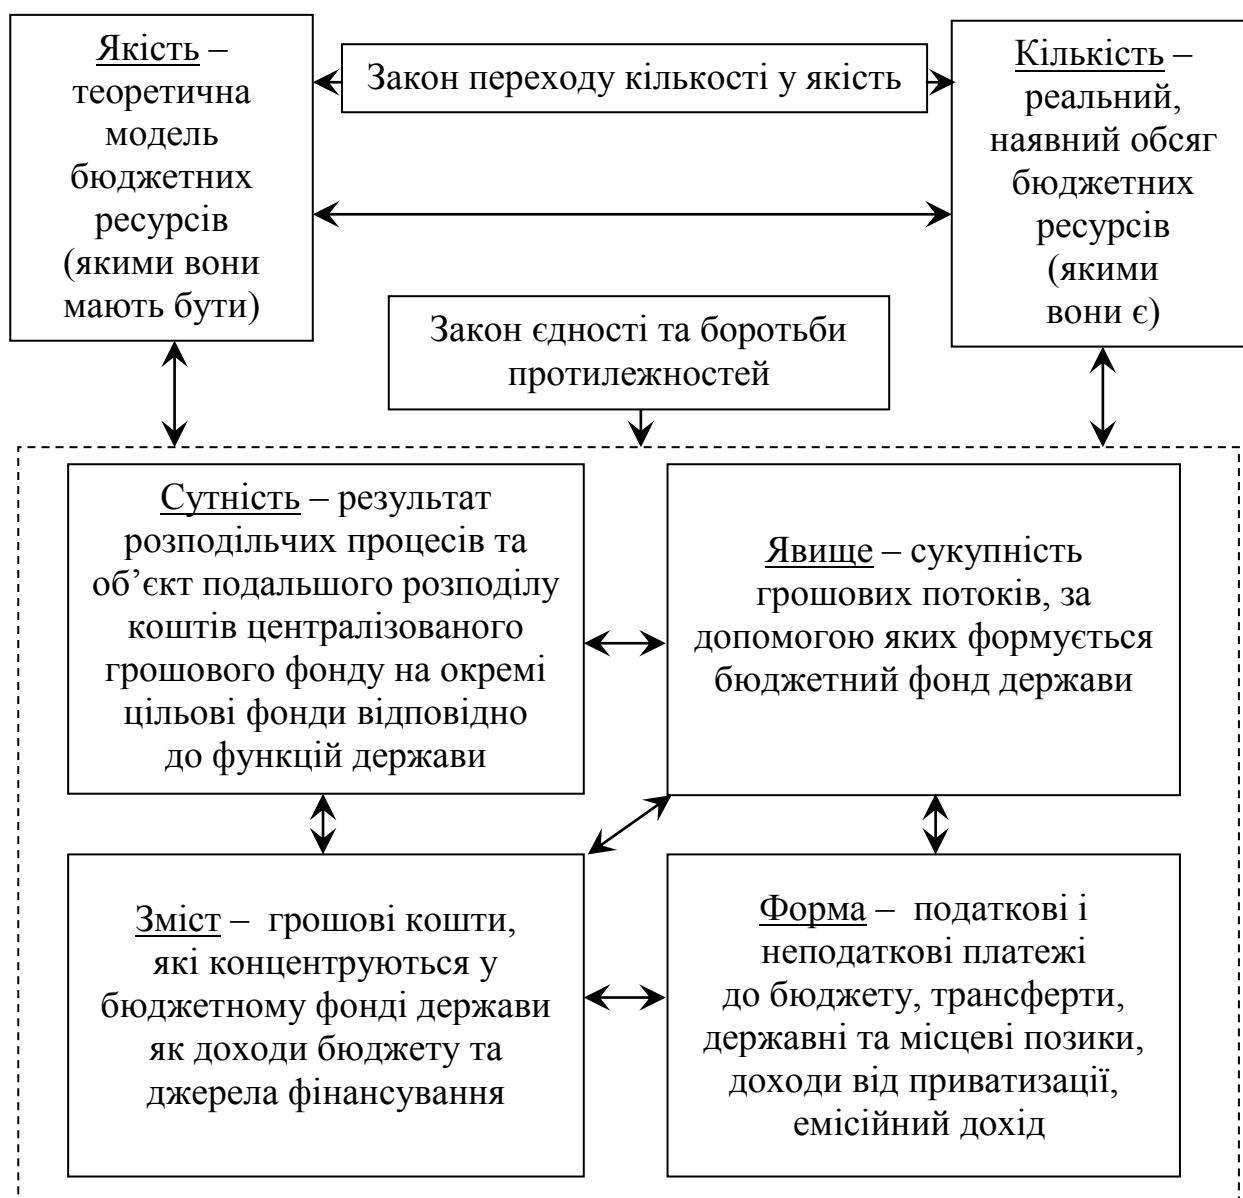 Якість –
теоретична
модель
бюджетних
ресурсів
(якими вони
мають бути)
Закон переходу кількості у якість
Кількість –
реальний,
наявний обсяг
бюджетних
ресурсів
(якими
вони є)
Закон єдності та боротьби
протилежностей
Сутність – результат
розподільчих процесів та
об’єкт подальшого розподілу
коштів централізованого
грошового фонду на окремі
цільові фонди відповідно
до функцій держави
Явище – сукупність
грошових потоків, за
допомогою яких формується
бюджетний фонд держави
Зміст – грошові кошти,
які концентруються у
бюджетному фонді держави
як доходи бюджету та
джерела фінансування
Форма – податкові і
неподаткові платежі
до бюджету, трансферти,
державні та місцеві позики,
доходи від приватизації,
емісійний дохід